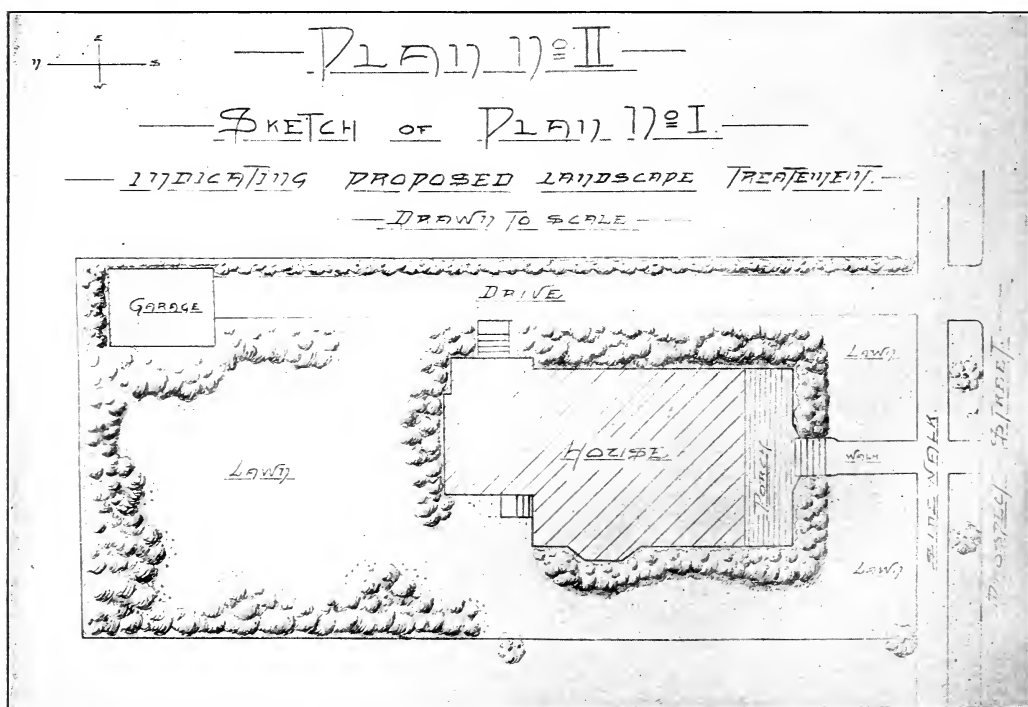 E
N S
W
PLAN No II
SKETCH OF PLAN No I.
INDICATING PROPOSED LANDSCAPE TREATEMENT.
DRAWN TO SCALE
GARAGE
DRIVE
LAWN
HOUSE
PORCH
WALK
SIDE WALK
PROSPECT STREET.
LAWN
LAWN